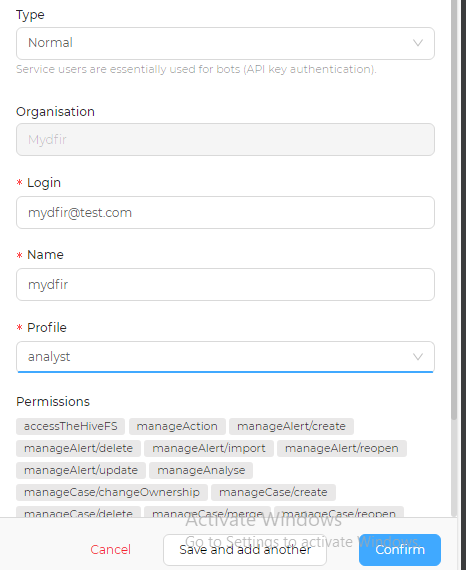 Type
Normal
Service users are essentially used for bots (API key authentication).
Organisation
Mydfir
* Login
mydfir@test.com
* Name
mydfir
* Profile
analyst
Permissions
accessTheHiveFS manageAction manageAlert/create
manageAlert/delete manageAlert/import manageAlert/reopen
manageAlert/update manageAnalyse
manageCase/changeOwnership manageCase/create
manageCase/delete manageCase/merge manageCase/reopen
Activate Windows
Go to Settings to activate Windows.
Cancel Save and add another Confirm